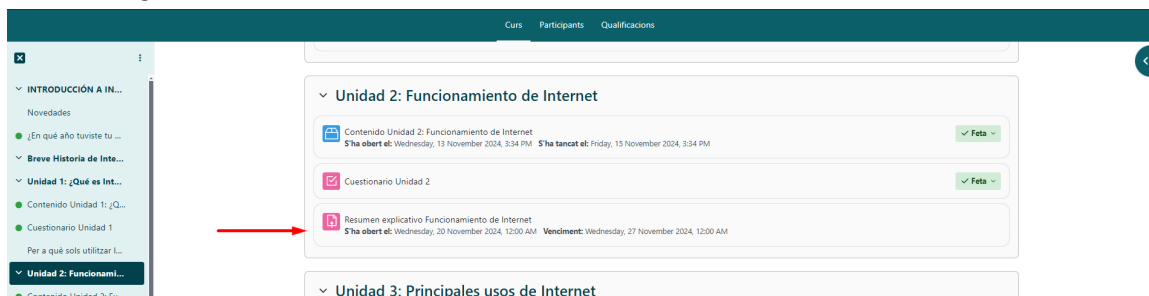 Curs Participants Qualificacions
INTRODUCCIÓN A IN...
Novedades
¿En qué año tuviste tu ...
Breve Historia de Inte...
Unidad 1: ¿Qué es Int...
Contenido Unidad 1: ¿Q...
Cuestionario Unidad 1
Per a què sols utilitzar I...
Unidad 2: Funcionami...
Contenido Unidad 2: Fu...
Unidad 2: Funcionamiento de Internet
Contenido Unidad 2: Funcionamiento de Internet
S'ha obert el: Wednesday, 13 November 2024, 3:34 PM S'ha tancat el: Friday, 15 November 2024, 3:34 PM
Feta
Cuestionario Unidad 2
Feta
Resumen explicativo Funcionamiento de Internet
S'ha obert el: Wednesday, 20 November 2024, 12:00 AM Venciment: Wednesday, 27 November 2024, 12:00 AM
Unidad 3: Principales usos de Internet